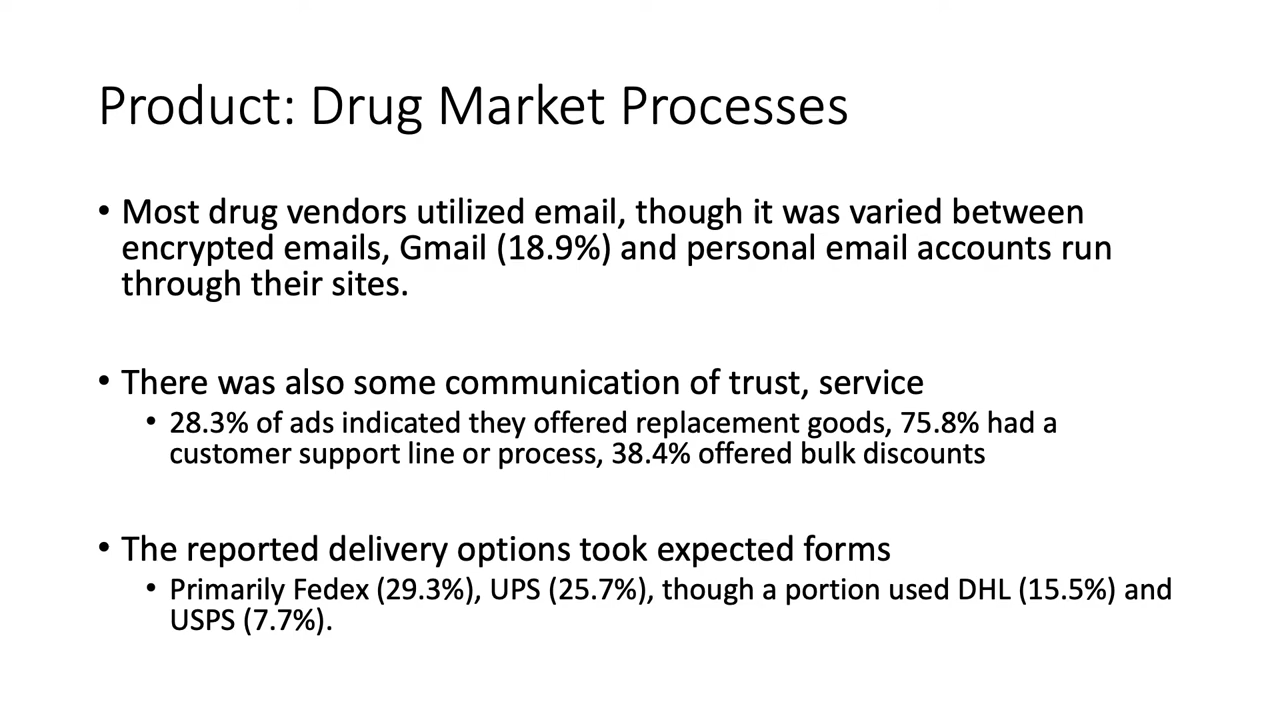 Product: Drug Market Processes
• Most drug vendors utilized email, though it was varied between
encrypted emails, Gmail (18.9%) and personal email accounts run
through their sites.
• There was also some communication of trust, service
• 28.3% of ads indicated they offered replacement goods, 75.8% had a
customer support line or process, 38.4% offered bulk discounts
• The reported delivery options took expected forms
• Primarily Fedex (29.3%), UPS (25.7%), though a portion used DHL (15.5%) and
USPS (7.7%).